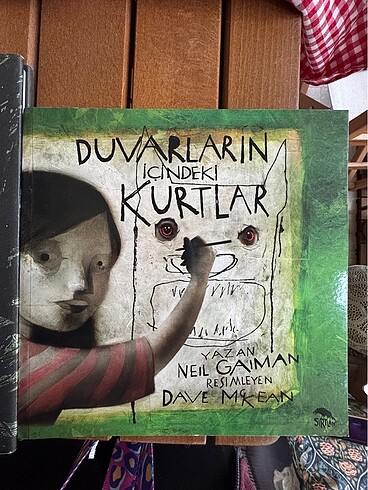 DUVARLARIN
İÇİNDEKİ
KURTLAR
YAZAN
NEIL GAIMAN
RESİMLEYEN
DAVE McKEAN